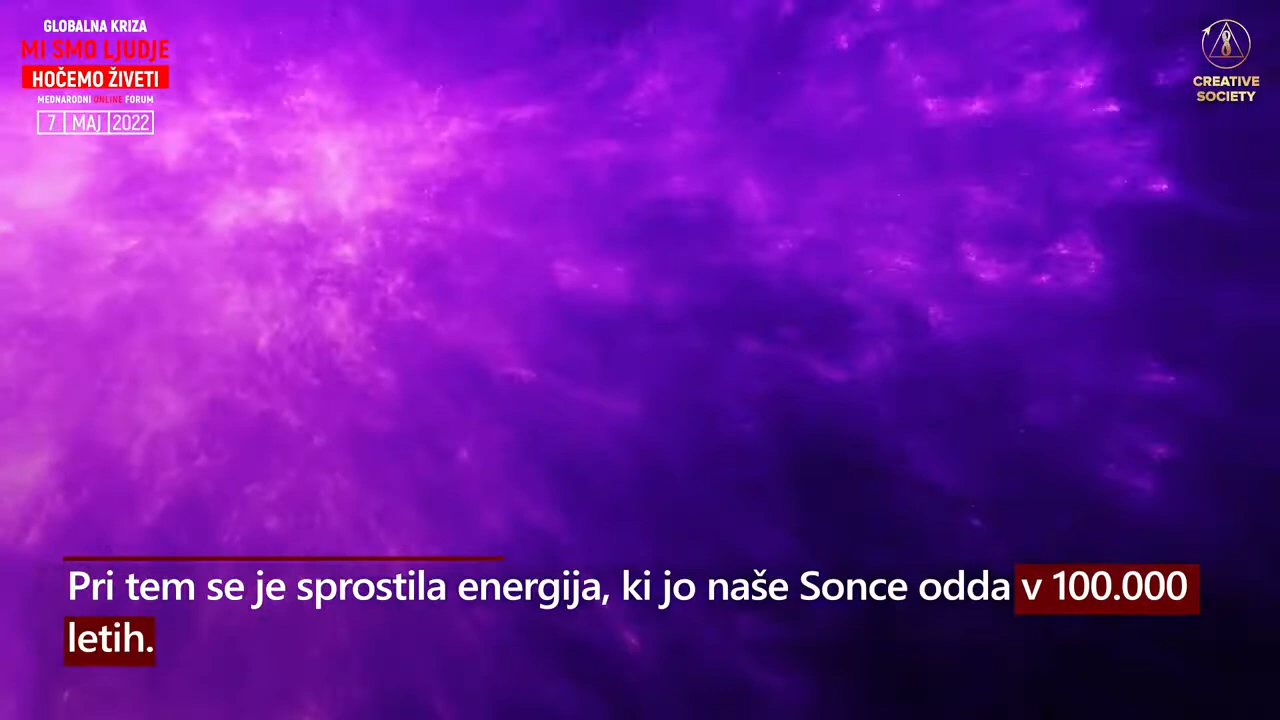 GLOBALNA KRIZA
MI SMO LJUDJE
HOČEMO ŽIVETI
MEDNARODNI ONLINE FORUM
7 MAJ 2022
CREATIVE
SOCIETY
Pri tem se je sprostila energija, ki jo naše Sonce odda v 100.000
letih.